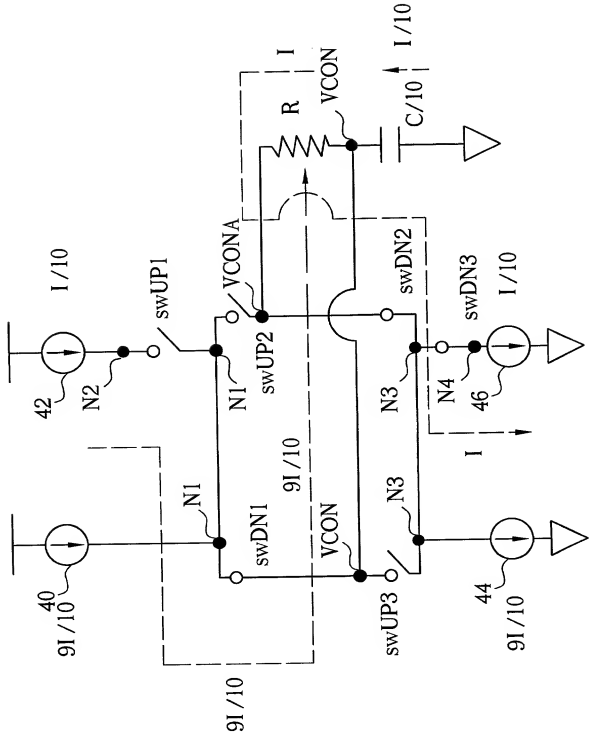 I/10
I
VCON
R
C/10
I/10
swUP1
VCONA
42
N2
N1
swUP2
9I/10
swDN2
swDN3
N3
N4
I/10
46
I
N1
40
9I/10
swDN1
VCON
N3
swUP3
44
9I/10
9I/10